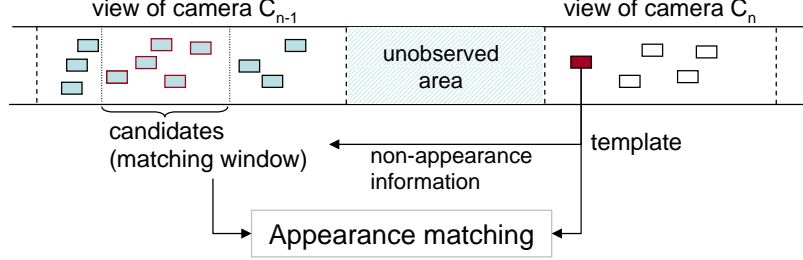 view of camera Cn-1
view of camera Cn
unobserved
area
candidates
(matching window)
non-appearance
information
template
Appearance matching